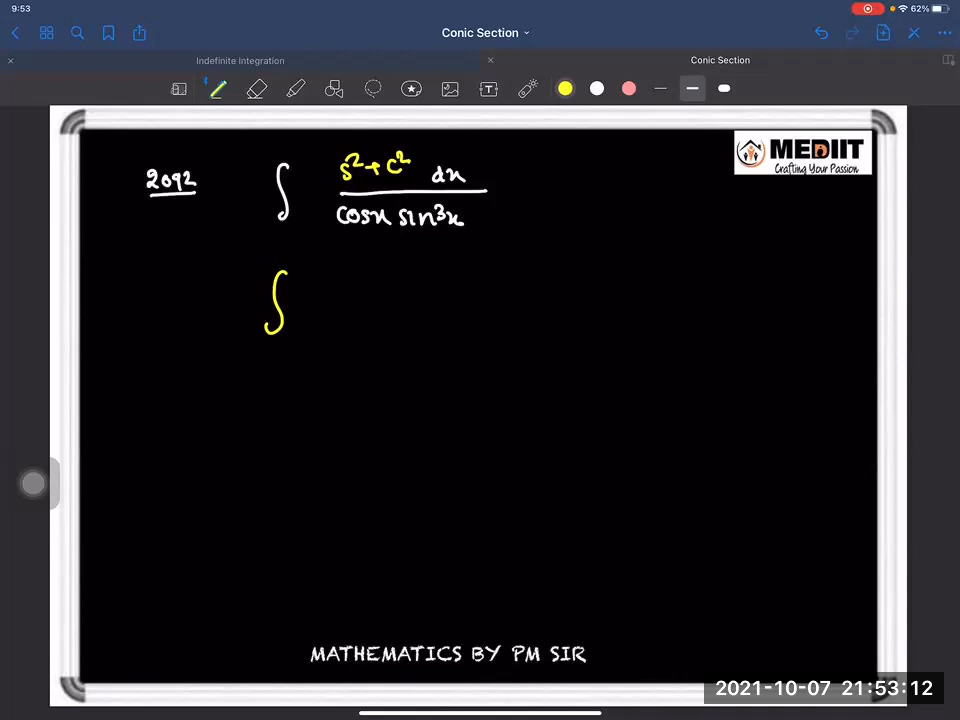 9:53
62%
Conic Section
Indefinite Integration
Conic Section
T
MEDIIT
Crafting Your Passion
2092
∫ s²+c² dx
cosx sin³x
∫
MATHEMATICS BY PM SIR
2021-10-07 21:53:12